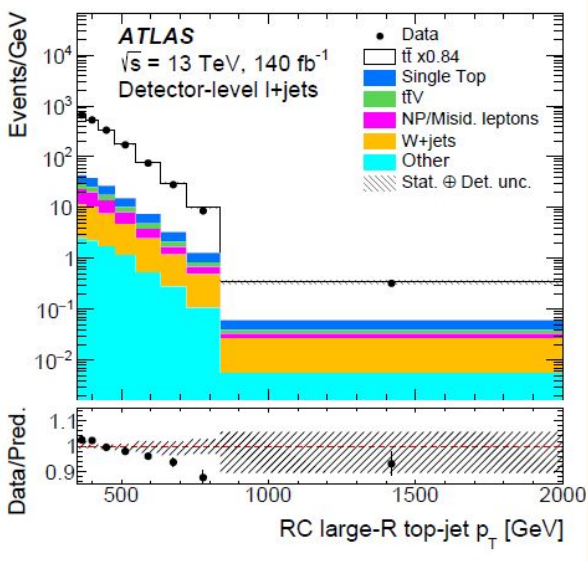 Events/GeV
10⁵
10⁴
10³
10²
10
1
10⁻¹
10⁻²
ATLAS
√s = 13 TeV, 140 fb⁻¹
Detector-level l+jets
Data
tt̄ x0.84
Single Top
tt̄V
NP/Misid. leptons
W+jets
Other
Stat. ⊕ Det. unc.
Data/Pred.
1.1
1
0.9
500
1000
1500
2000
RC large-R top-jet p_T [GeV]